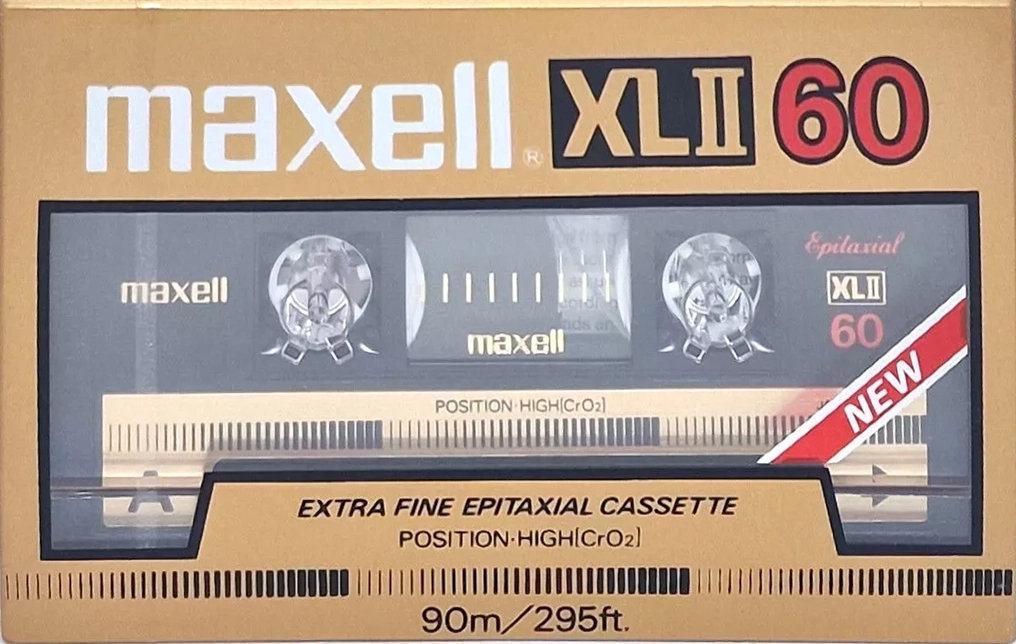 maxell® XLII 60
Epitaxial
maxell
XLII
60
maxell
NEW
POSITION·HIGH(CrO2)
A
EXTRA FINE EPITAXIAL CASSETTE
POSITION·HIGH(CrO2)
90m/295ft.